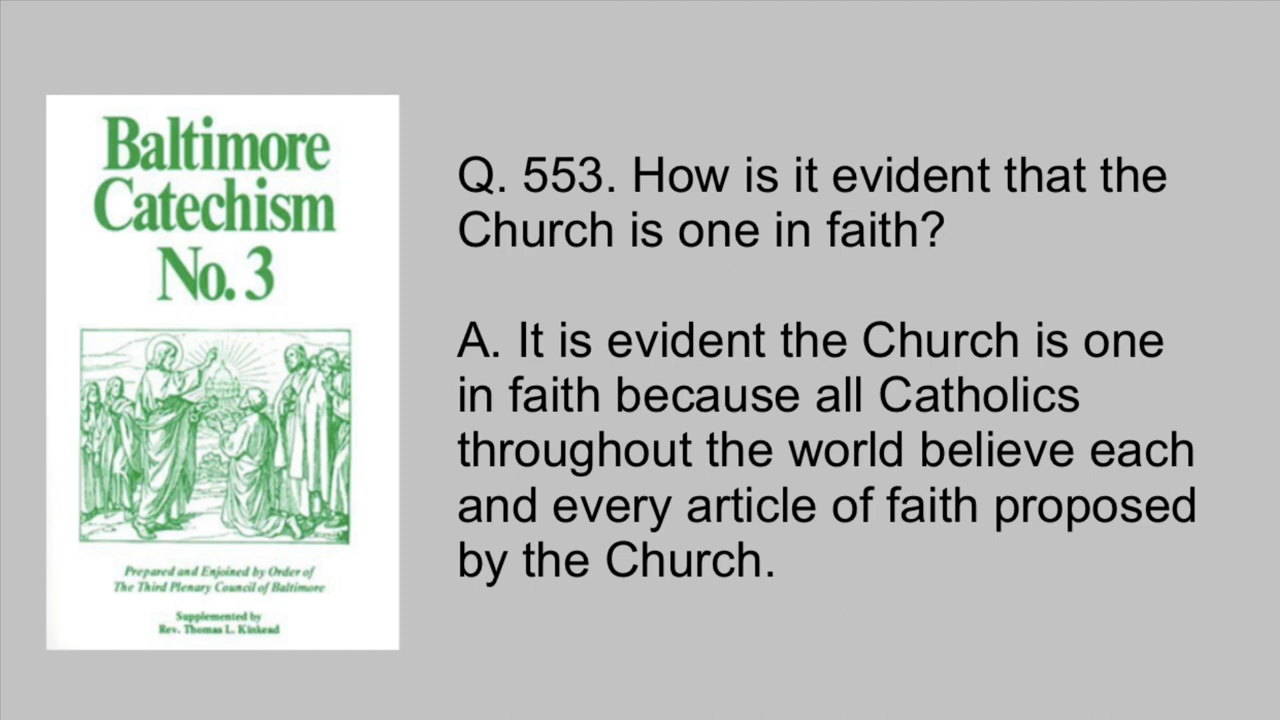 Baltimore
Catechism
No. 3
Prepared and Enjoined by Order of
The Third Plenary Council of Baltimore
Supplemented by
Rev. Thomas L. Kinkead
Q. 553. How is it evident that the
Church is one in faith?
A. It is evident the Church is one
in faith because all Catholics
throughout the world believe each
and every article of faith proposed
by the Church.